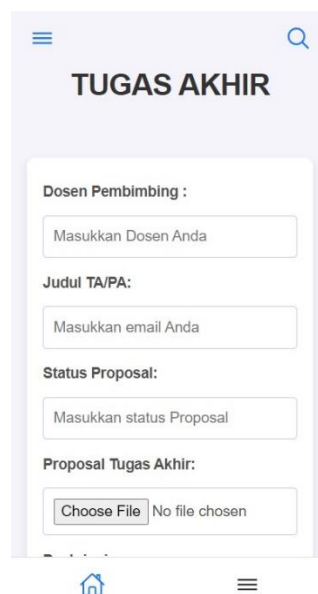 TUGAS AKHIR
Dosen Pembimbing :
Masukkan Dosen Anda
Judul TA/PA:
Masukkan email Anda
Status Proposal:
Masukkan status Proposal
Proposal Tugas Akhir:
Choose File No file chosen